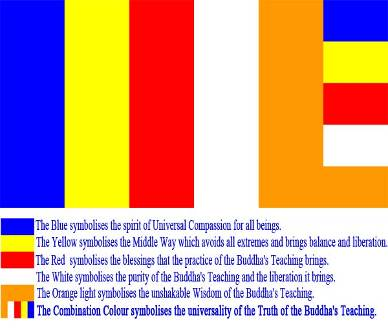 The Blue symbolises the spirit of Universal Compassion for all beings.
The Yellow symbolises the Middle Way which avoids all extremes and brings balance and liberation.
The Red symbolises the blessings that the practice of the Buddha's Teaching brings.
The White symbolises the purity of the Buddha's Teaching and the liberation it brings.
The Orange light symbolises the unshakable Wisdom of the Buddha's Teaching.
The Combination Colour symbolises the universality of the Truth of the Buddha's Teaching.